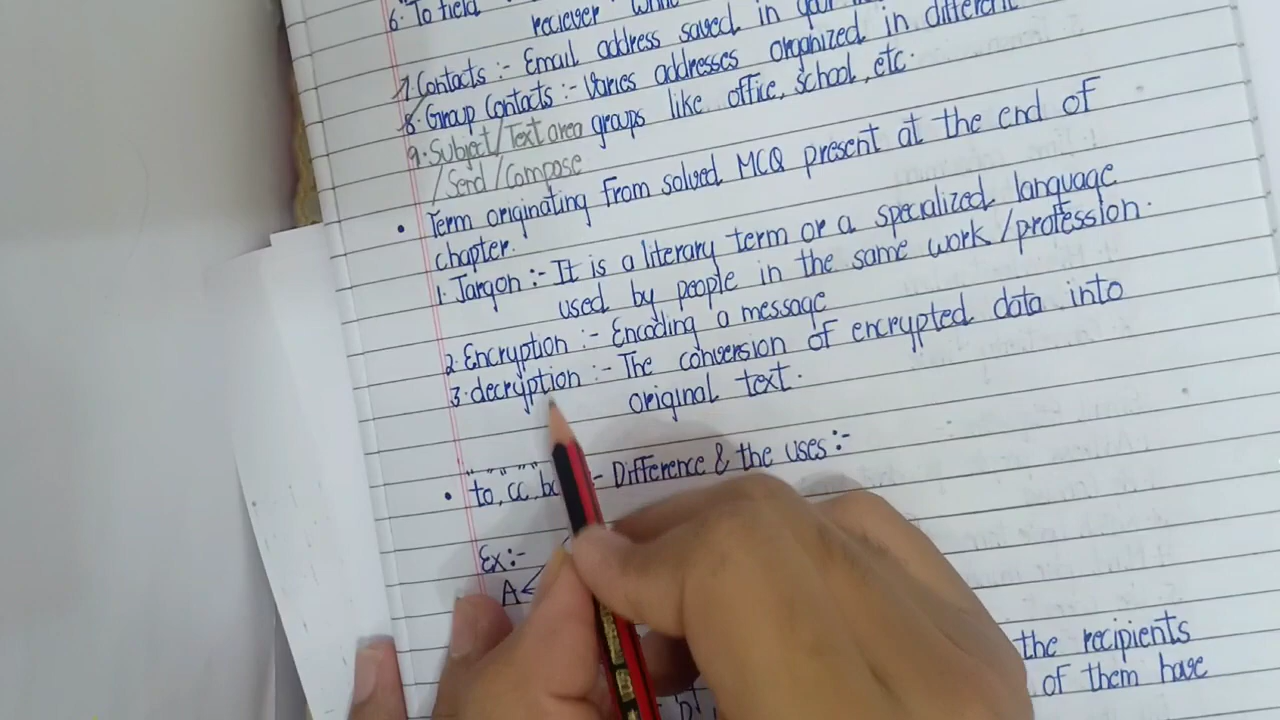 6. To field
reciever
7. Contacts :- Email address saved in your
8. Group Contacts :- Varies addresses organized in different
9. Subject/Text area groups like office, school, etc.
/Send/Compose
• Term originating from solved MCQ present at the end of
chapter.
1. Jargon :- It is a literary term or a specialized language
used by people in the same work/profession.
2. Encryption :- Encoding a message
3. decryption :- The conversion of encrypted data into
original text.
• "to, "cc, :- Difference & the uses :-
Ex:-
A<
the recipients
of them have